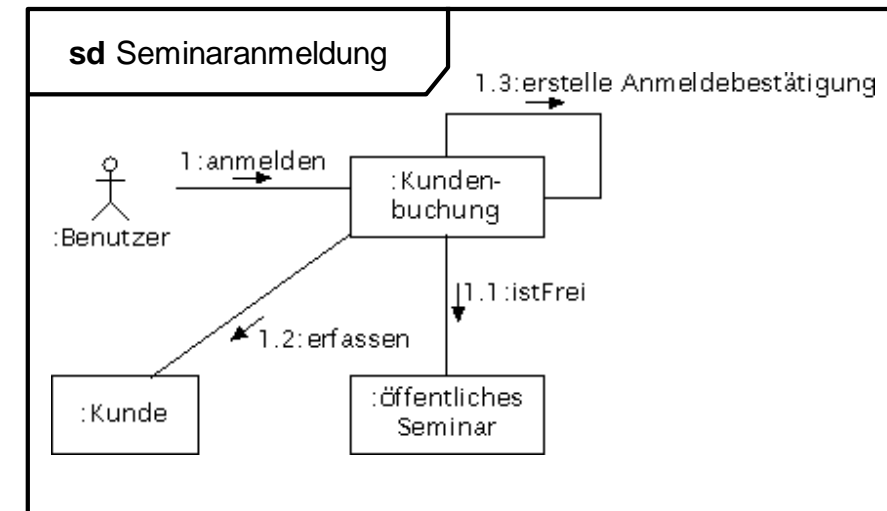 sd Seminaranmeldung
1.3:erstelle Anmeldebestätigung
1:anmelden
:Kunden-
buchung
:Benutzer
1.1:istFrei
1.2:erfassen
:Kunde
:öffentliches
Seminar